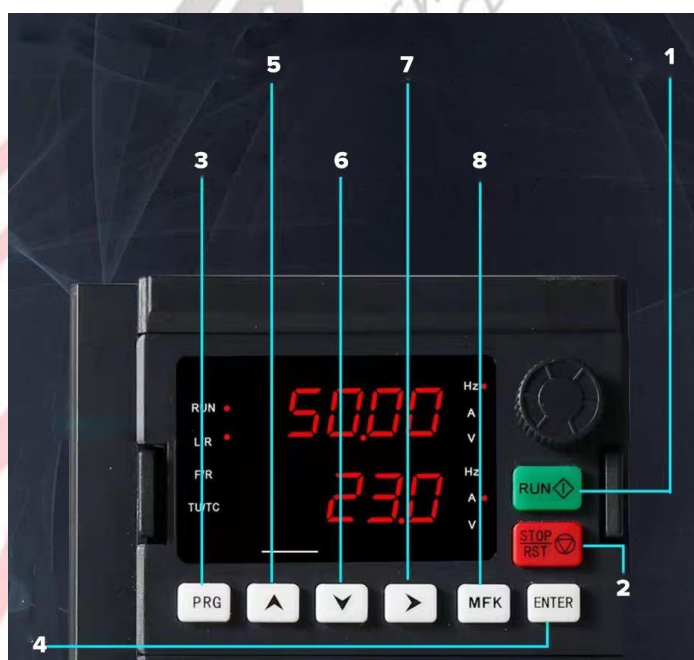 1
5
7
3
6
8
50.00
Hz
RUN
A
L/R
V
F/R
23.0
Hz
TU/TC
A
V
RUN
STOP
RST
2
PRG
MFK
ENTER
4